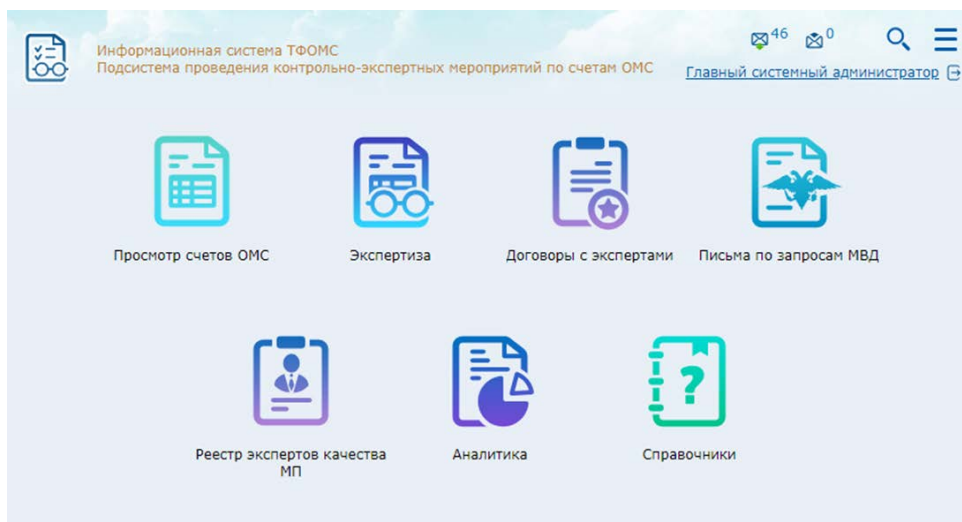 Информационная система ТФОМС
Подсистема проведения контрольно-экспертных мероприятий по счетам ОМС
46 0
Главный системный администратор
Просмотр счетов ОМС
Экспертиза
Договоры с экспертами
Письма по запросам МВД
?
Реестр экспертов качества
МП
Аналитика
Справочники